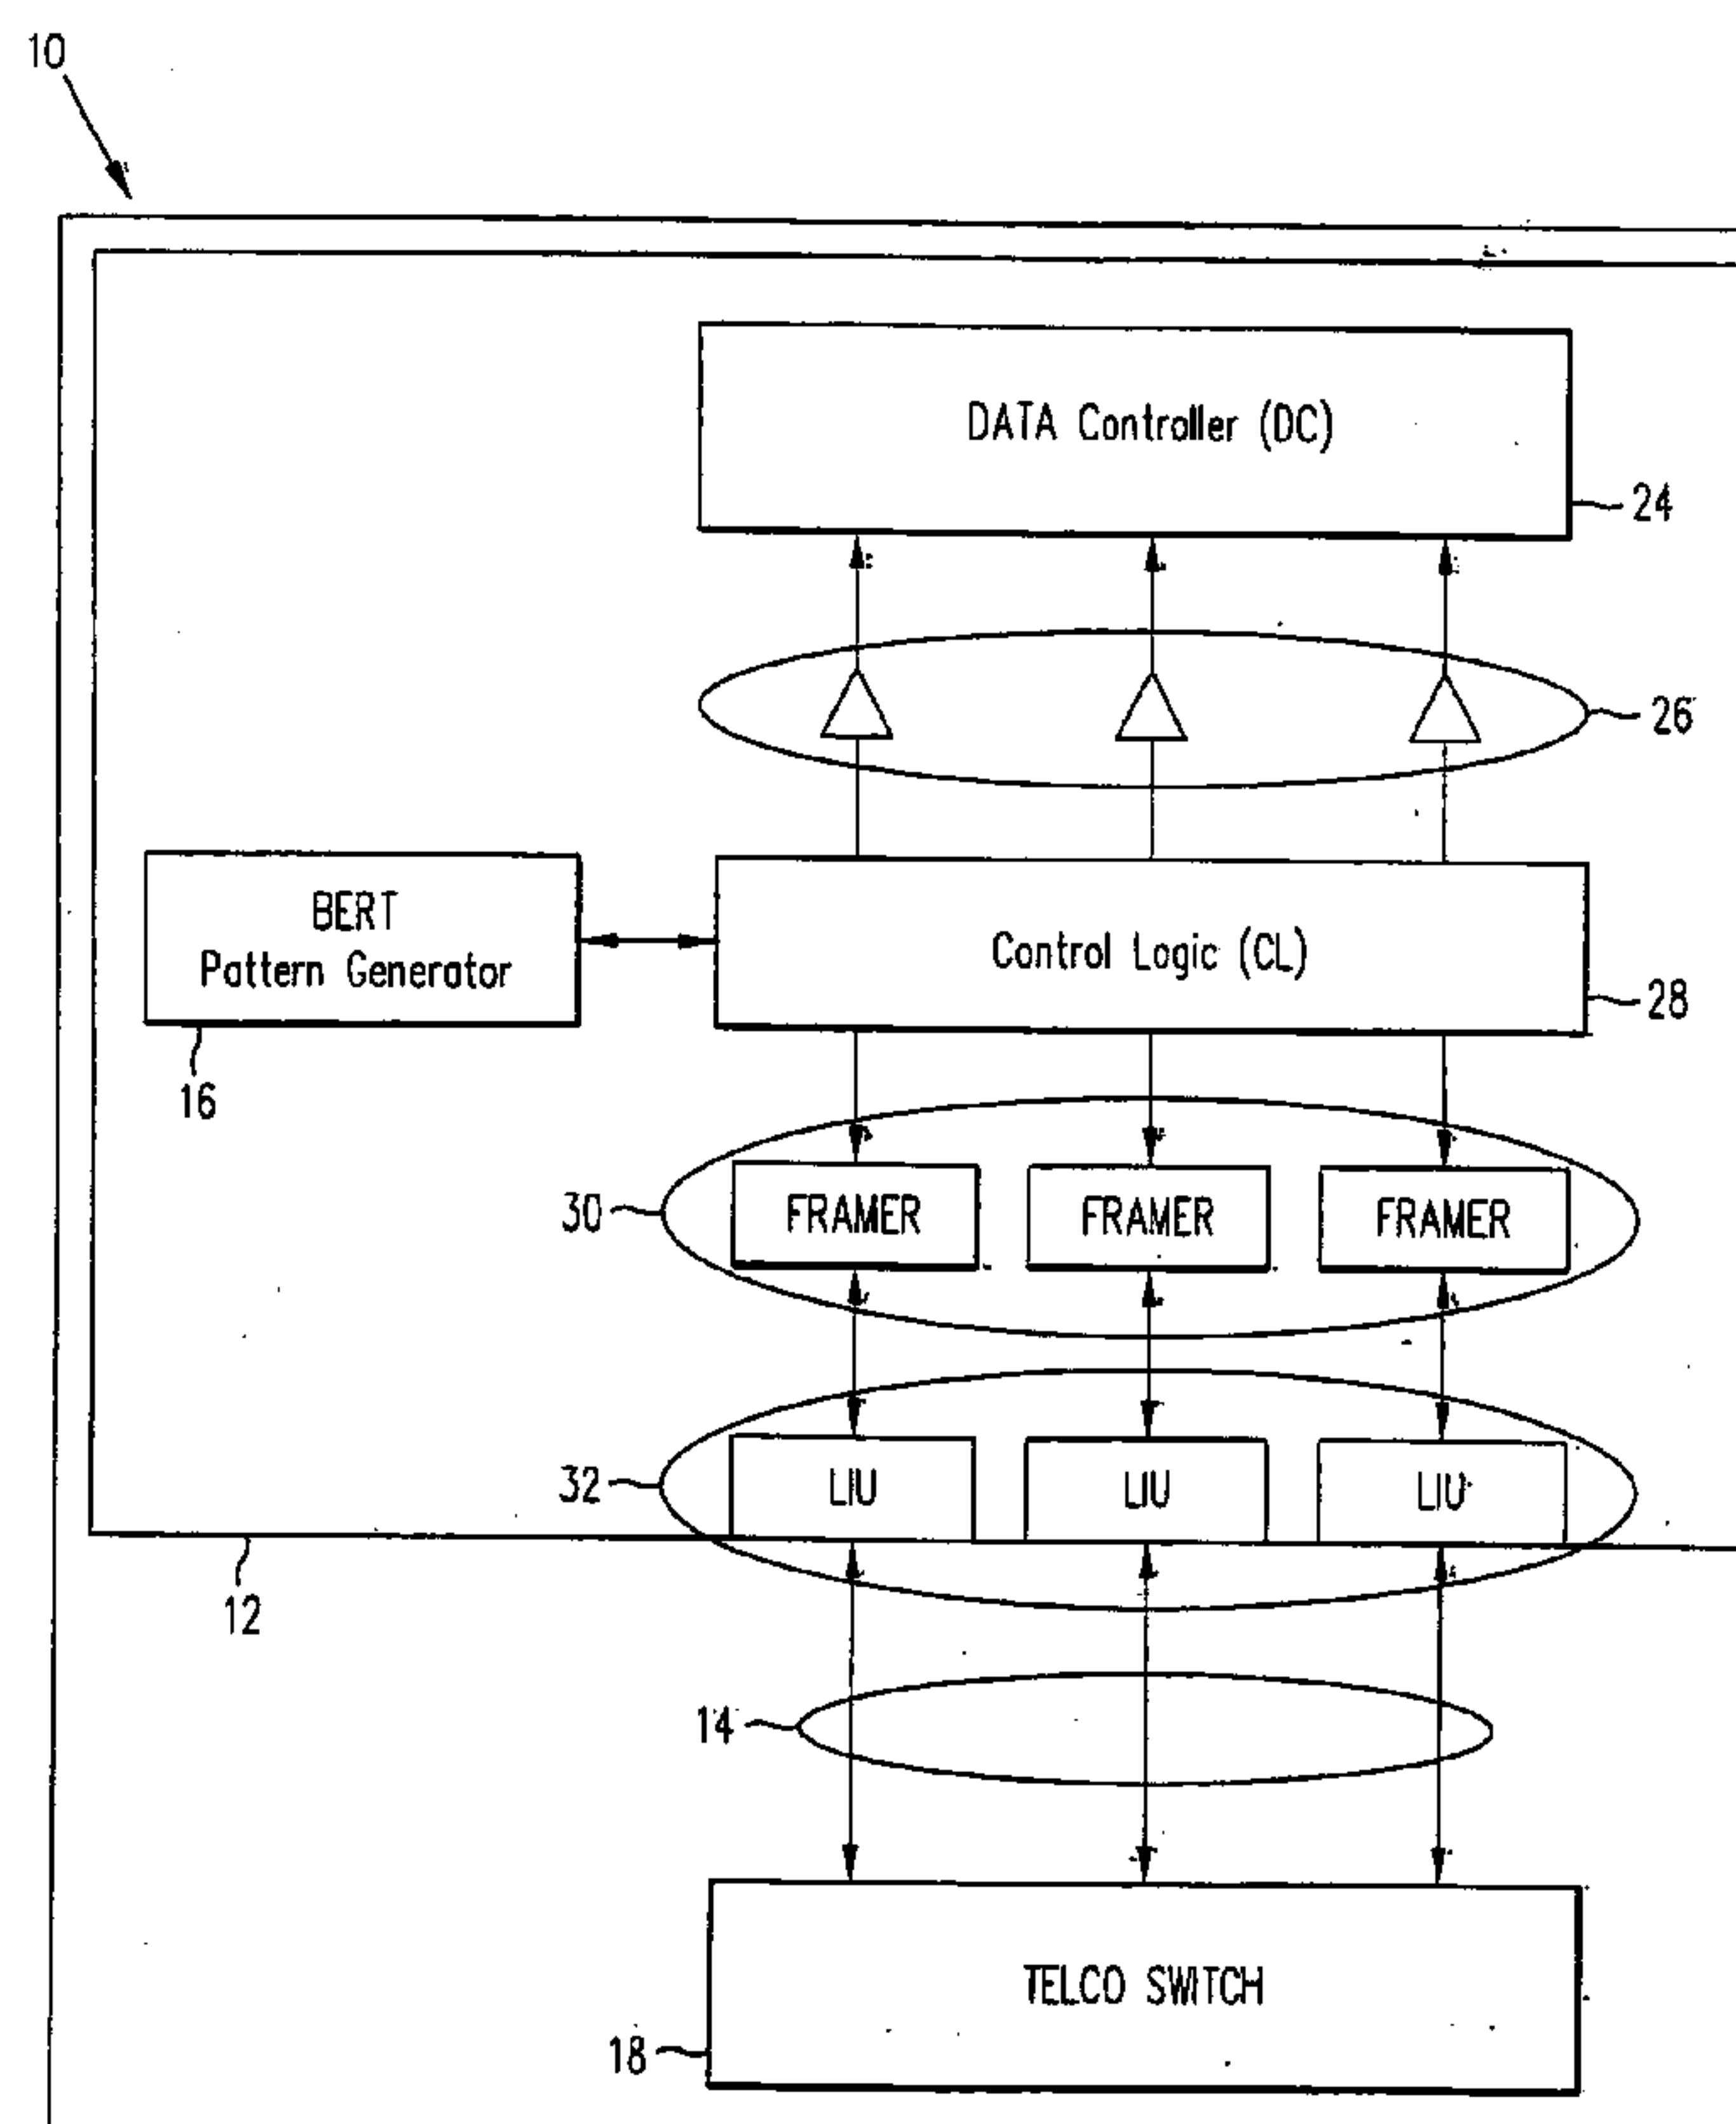 10
DATA Controller (DC)
24
26
BERT
Pattern Generator
16
Control Logic (CL)
28
30
FRAMER
FRAMER
FRAMER
32
LIU
LIU
LIU
12
14
TELCO SWITCH
18